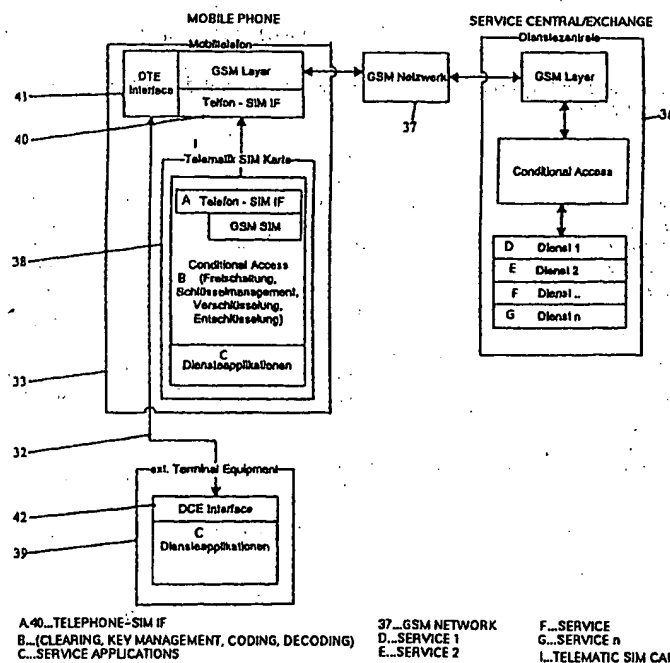 MOBILE PHONE
SERVICE CENTRAL/EXCHANGE
Mobiltelefon
Dienstezentrale
DTE
Interface
GSM Layer
Telfon - SIM IF
GSM Netzwerk
37
GSM Layer
36
41
40
I
Telematik SIM Karte
A Telefon - SIM IF
GSM SIM
Conditional Access
B (Freischaltung,
Schlüsselmanagement,
Verschlüsselung,
Entschlüsselung)
C
Diensteapplikationen
38
33
32
Conditional Access
D Dienst 1
E Dienst 2
F Dienst ..
G Dienst n
ext. Terminal Equipment
DCE Interface
C
Diensteapplikationen
42
39
A,40...TELEPHONE-SIM IF
B...(CLEARING, KEY MANAGEMENT, CODING, DECODING)
C...SERVICE APPLICATIONS
37...GSM NETWORK
D...SERVICE 1
E...SERVICE 2
F...SERVICE
G...SERVICE n
I...TELEMATIC SIM CARD